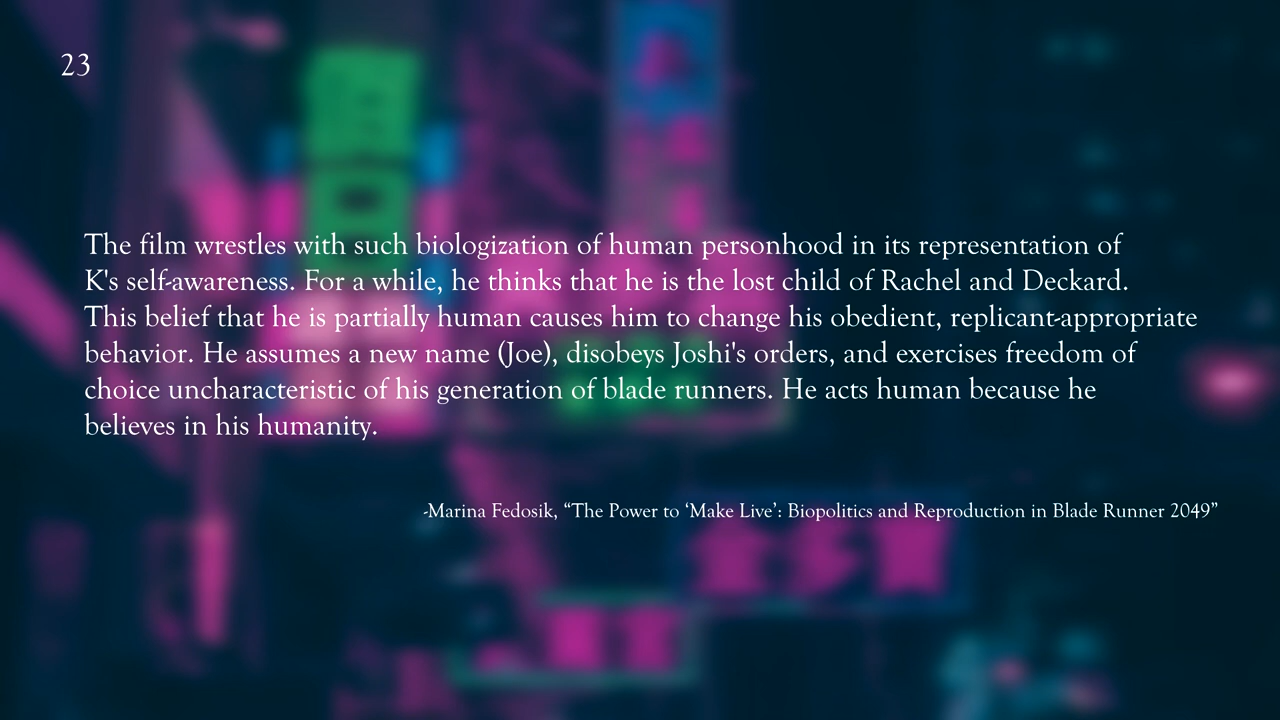 23
The film wrestles with such biologization of human personhood in its representation of
K's self-awareness. For a while, he thinks that he is the lost child of Rachel and Deckard.
This belief that he is partially human causes him to change his obedient, replicant-appropriate
behavior. He assumes a new name (Joe), disobeys Joshi's orders, and exercises freedom of
choice uncharacteristic of his generation of blade runners. He acts human because he
believes in his humanity.
-Marina Fedosik, “The Power to ‘Make Live’: Biopolitics and Reproduction in Blade Runner 2049”